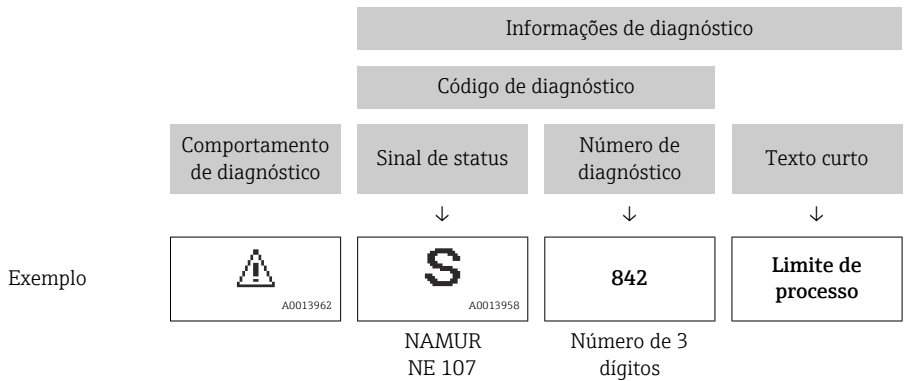 Informações de diagnóstico
Código de diagnóstico
Comportamento
de diagnóstico
Sinal de status
Número de
diagnóstico
Texto curto
↓
↓
↓
Exemplo
A0013962
S
A0013958
842
Limite de
processo
NAMUR
NE 107
Número de 3
dígitos